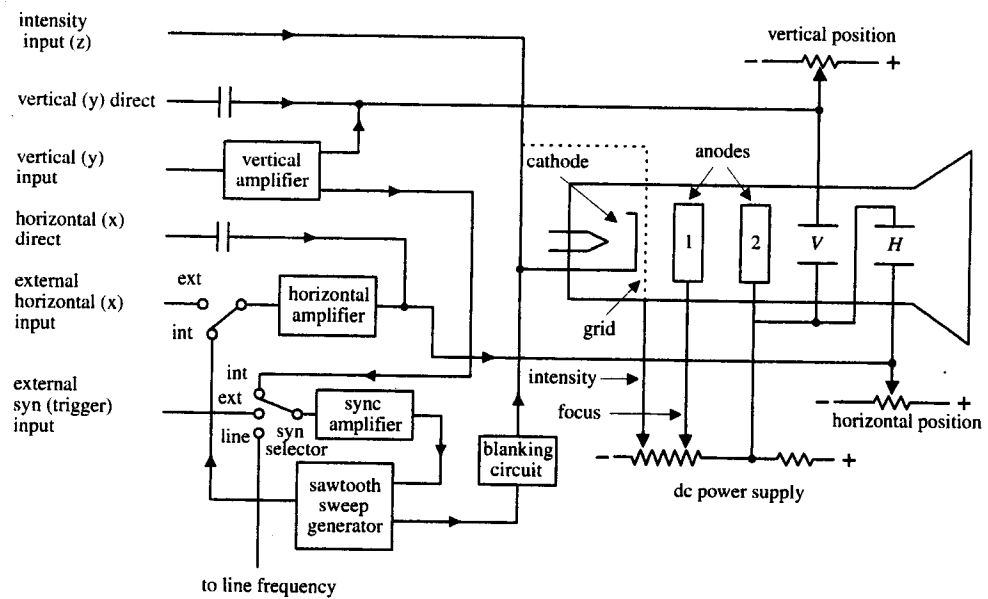 intensity
input (z)
vertical (y) direct
vertical (y)
input
horizontal (x)
direct
external
horizontal (x)
input
external
syn (trigger)
input
vertical
amplifier
ext
int
horizontal
amplifier
int
ext
line
syn
selector
sync
amplifier
sawtooth
sweep
generator
blanking
circuit
to line frequency
vertical position
- +
cathode
anodes
1
2
V
H
grid
intensity
focus
- +
horizontal position
- +
dc power supply